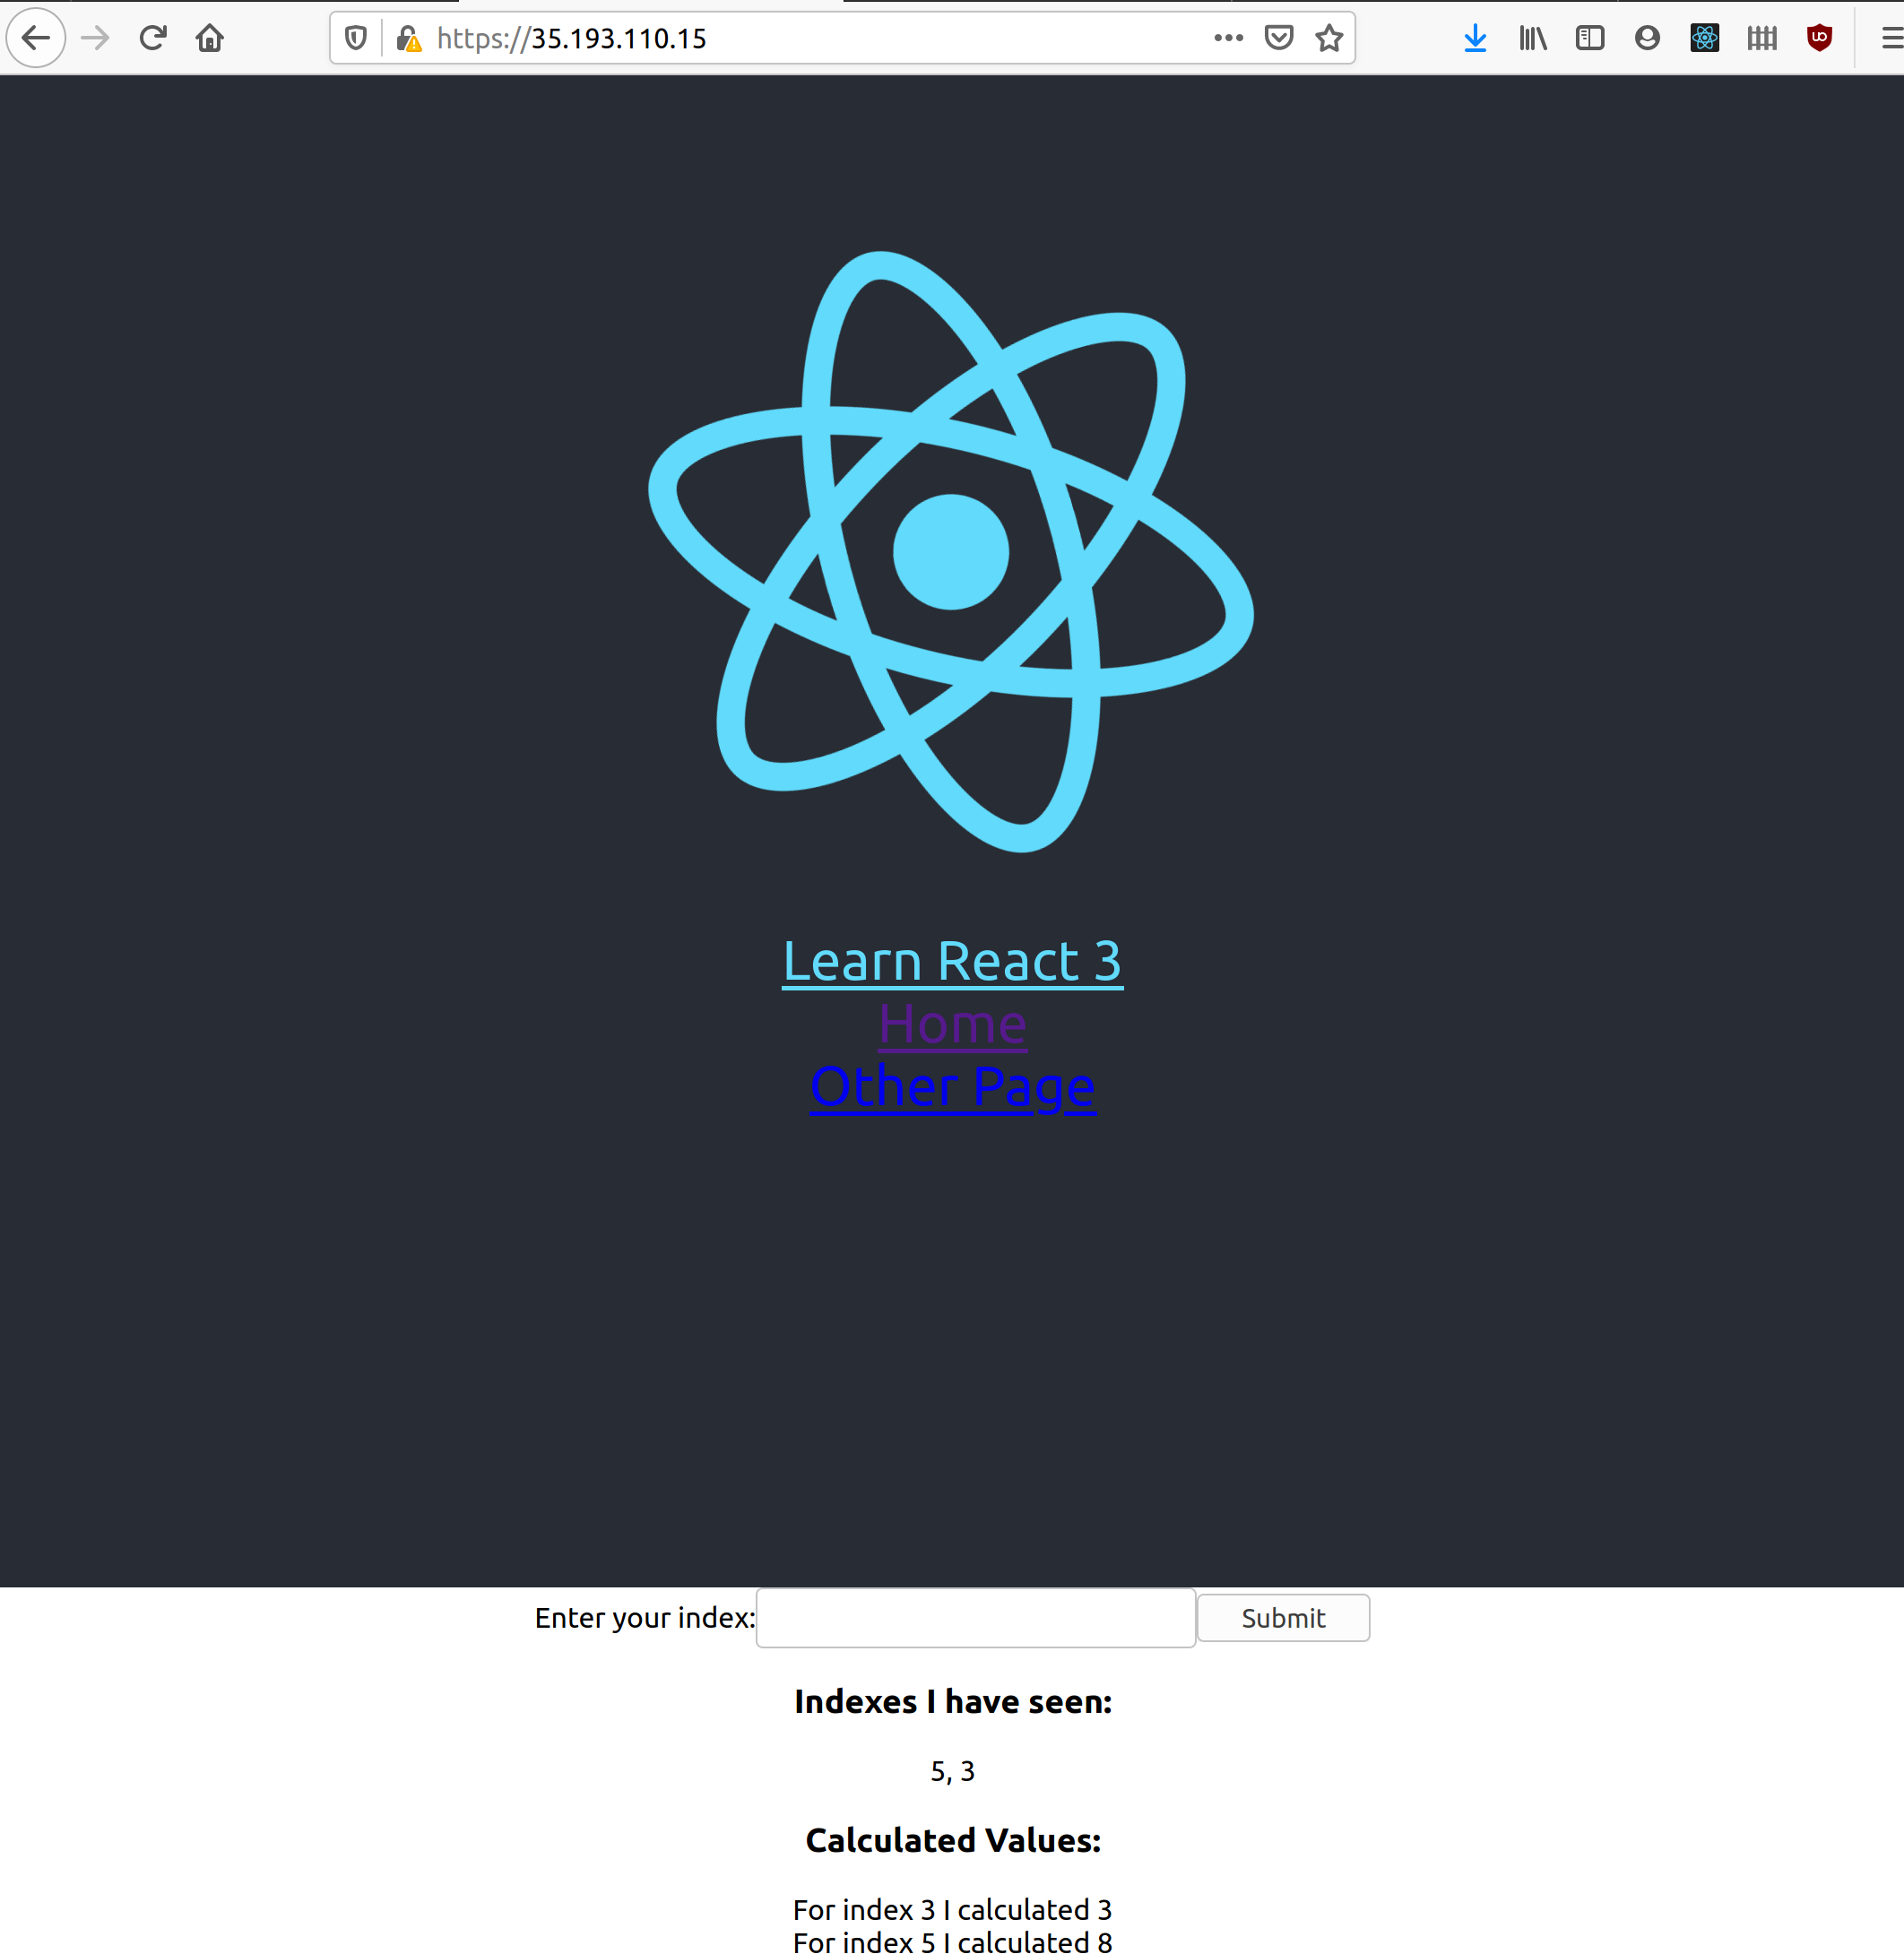 https://35.193.110.15
Learn React 3
Home
Other Page
Enter your index: Submit
Indexes I have seen:
5, 3
Calculated Values:
For index 3 I calculated 3
For index 5 I calculated 8